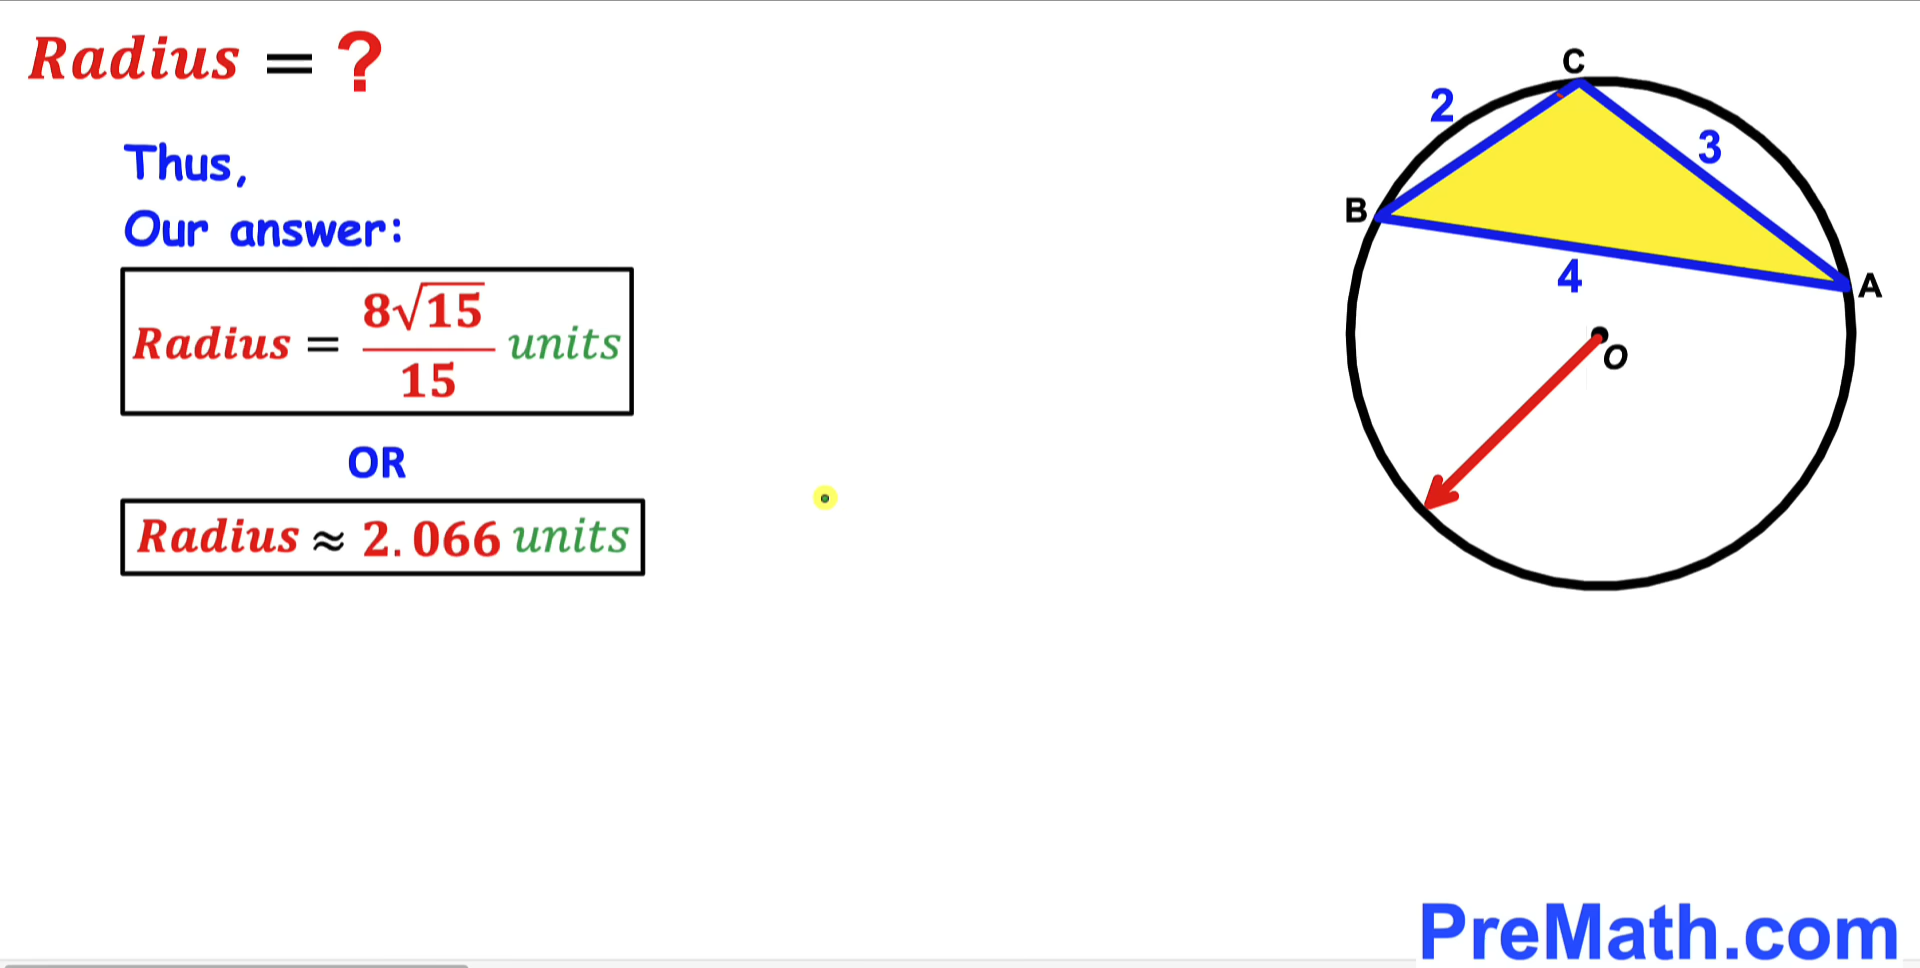 Radius = ?
Thus,
Our answer:
Radius = 8√15/15 units
OR
Radius ≈ 2.066 units
C
2
3
B
4
A
O
PreMath.com